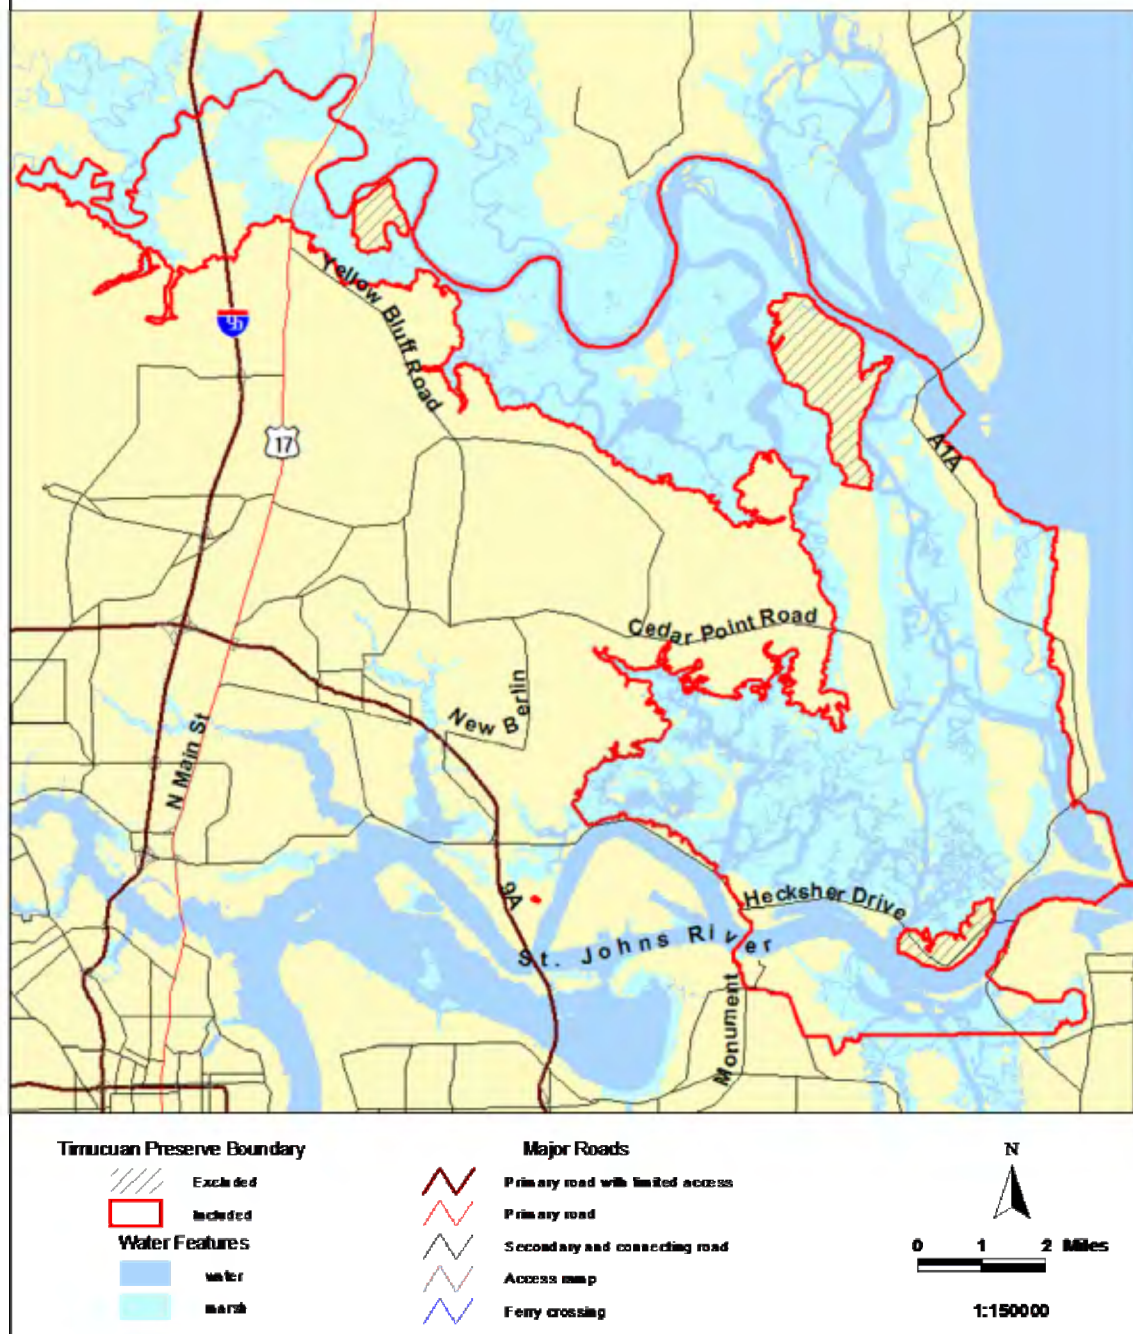 Yellow Bluff Road
95
17
A1A
Cedar Point Road
New Berlin
N Main St
9A
Hecksher Drive
St. Johns River
Monument
Timucuan Preserve Boundary
Excluded
Included
Water Features
water
marsh
Major Roads
Primary road with limited access
Primary road
Secondary and connecting road
Access ramp
Ferry crossing
N
0 1 2 Miles
1:150000